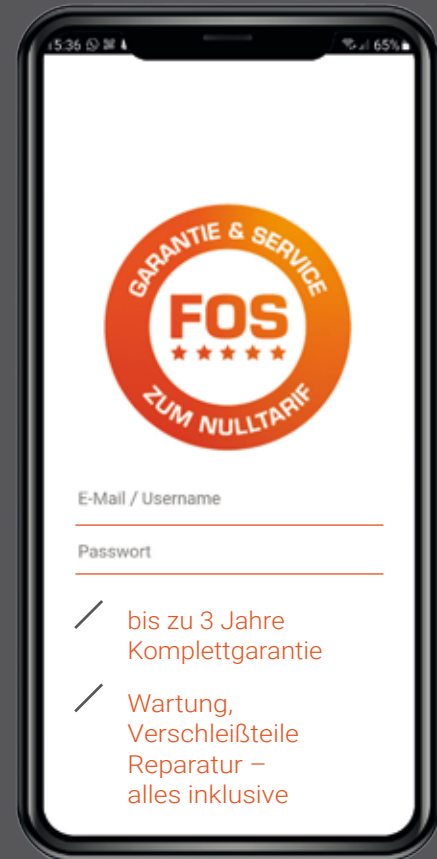 15:36
65%
GARANTIE & SERVICE
FOS
ZUM NULLTARIF
E-Mail / Username
Passwort
bis zu 3 Jahre
Komplettgarantie
Wartung,
Verschleißteile
Reparatur –
alles inklusive